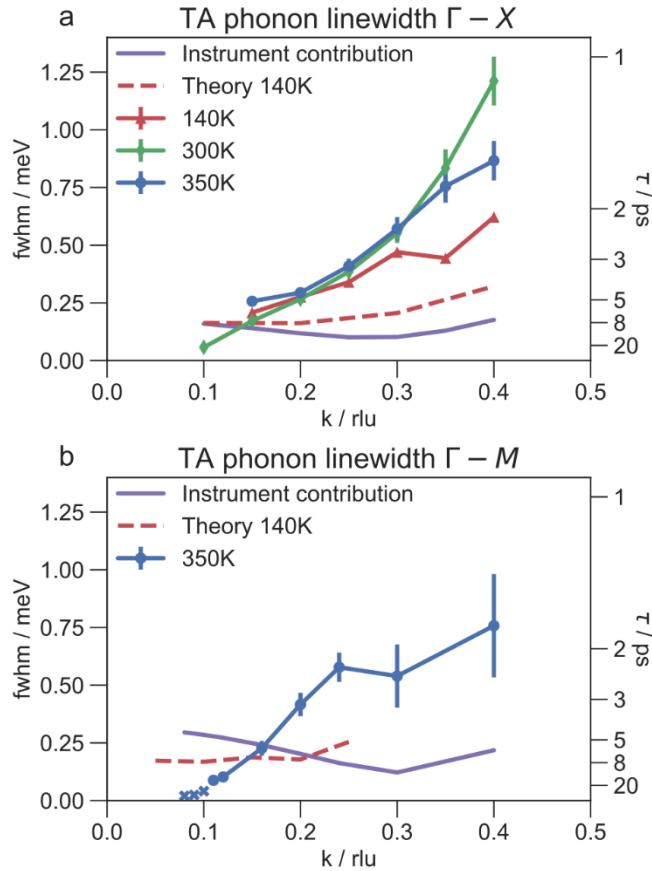 a TA phonon linewidth Γ – X
Instrument contribution
Theory 140K
140K
300K
350K
fwhm / meV
1.25
1.00
0.75
0.50
0.25
0.00
τ / ps
1
2
3
5
8
20
0.0 0.1 0.2 0.3 0.4 0.5
k / rlu
b TA phonon linewidth Γ – M
Instrument contribution
Theory 140K
350K
fwhm / meV
1.25
1.00
0.75
0.50
0.25
0.00
τ / ps
1
2
3
5
8
20
0.0 0.1 0.2 0.3 0.4 0.5
k / rlu